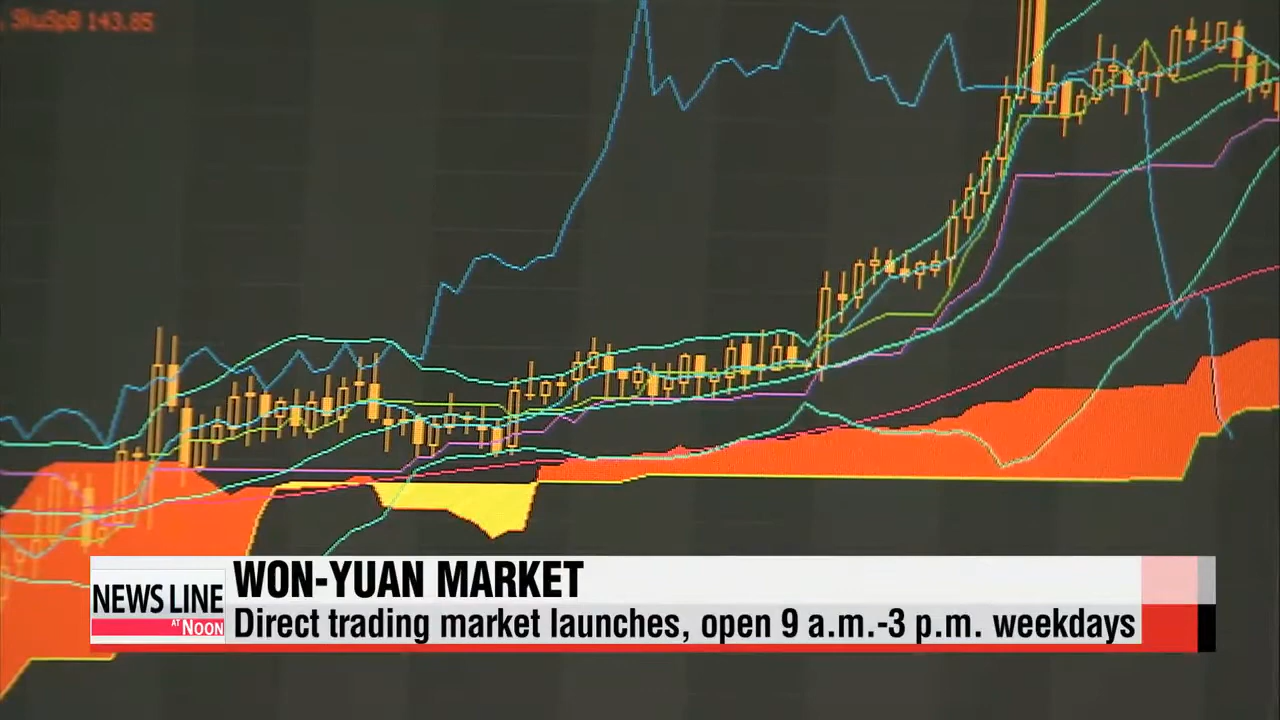 WON-YUAN MARKET
NEWS LINE
AT NOON
Direct trading market launches, open 9 a.m.-3 p.m. weekdays